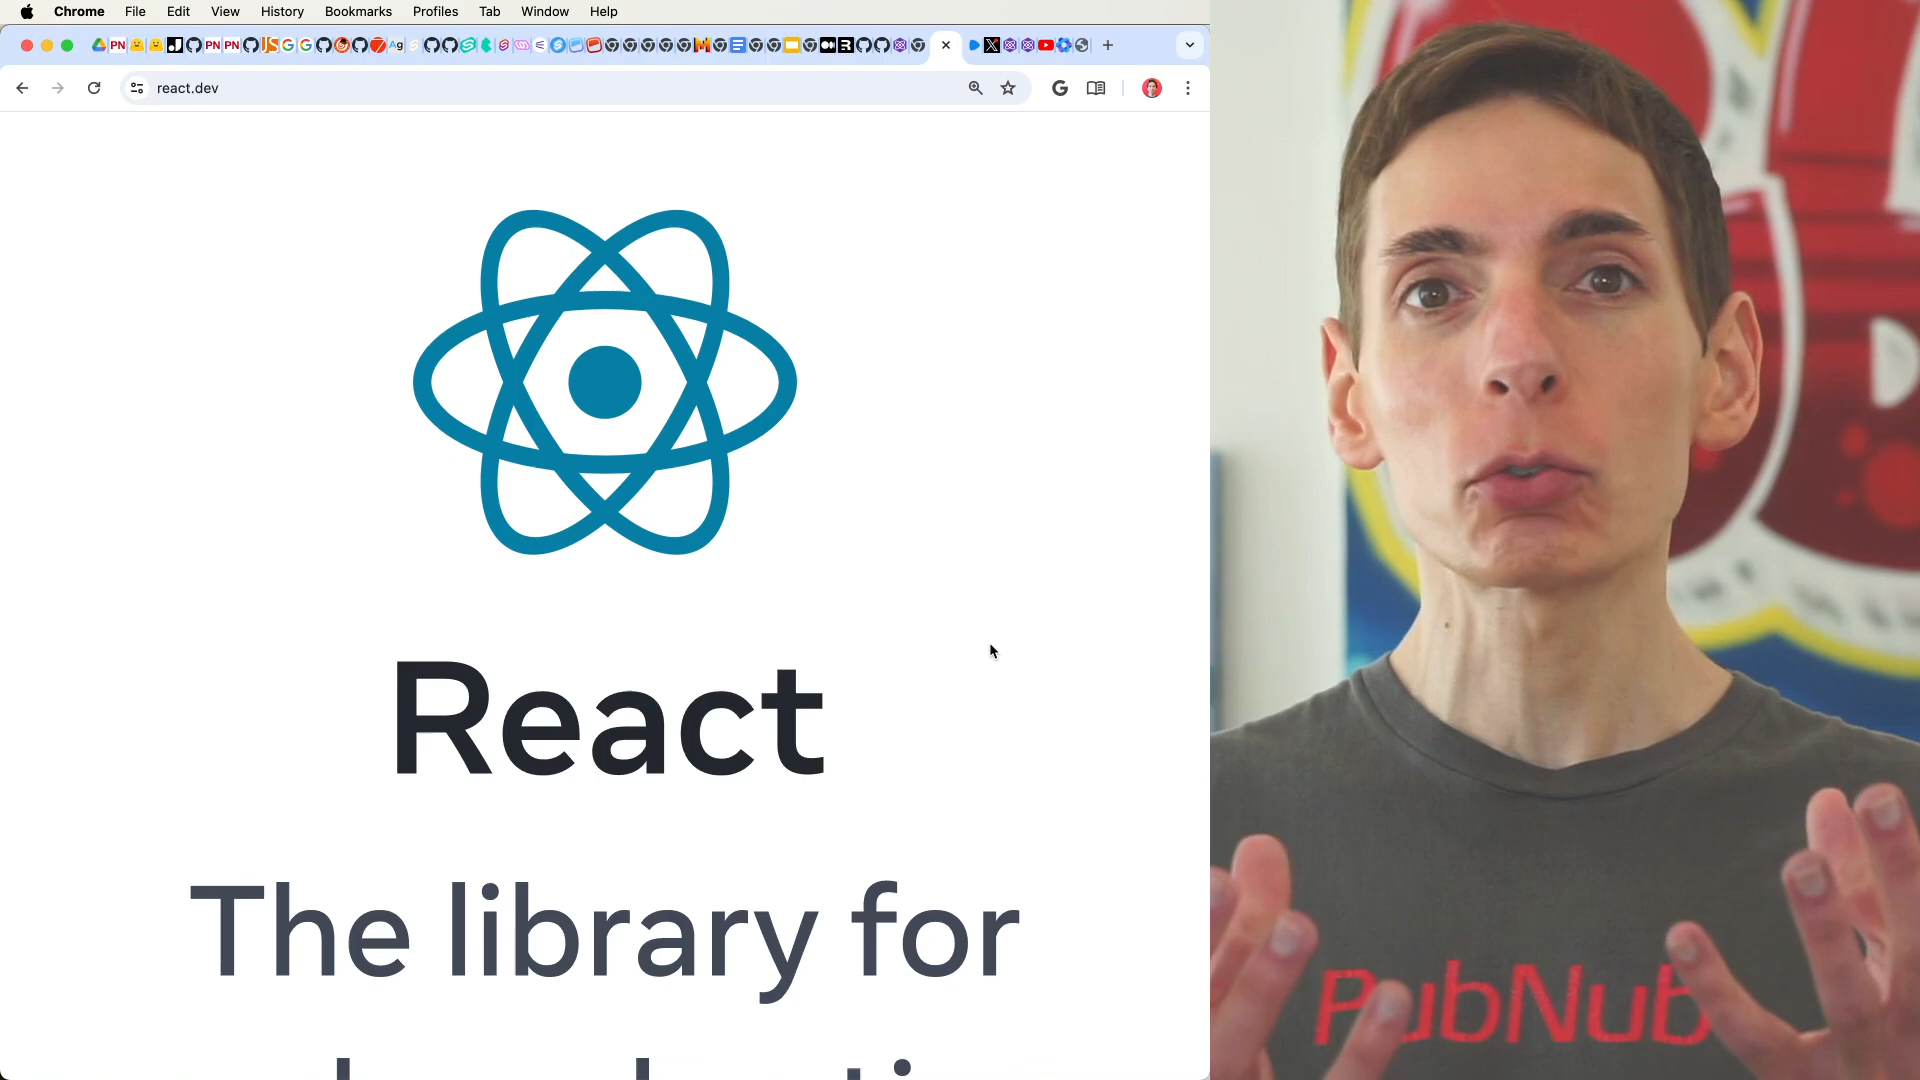 Chrome File Edit View History Bookmarks Profiles Tab Window Help
react.dev
React
The library for
PubNub